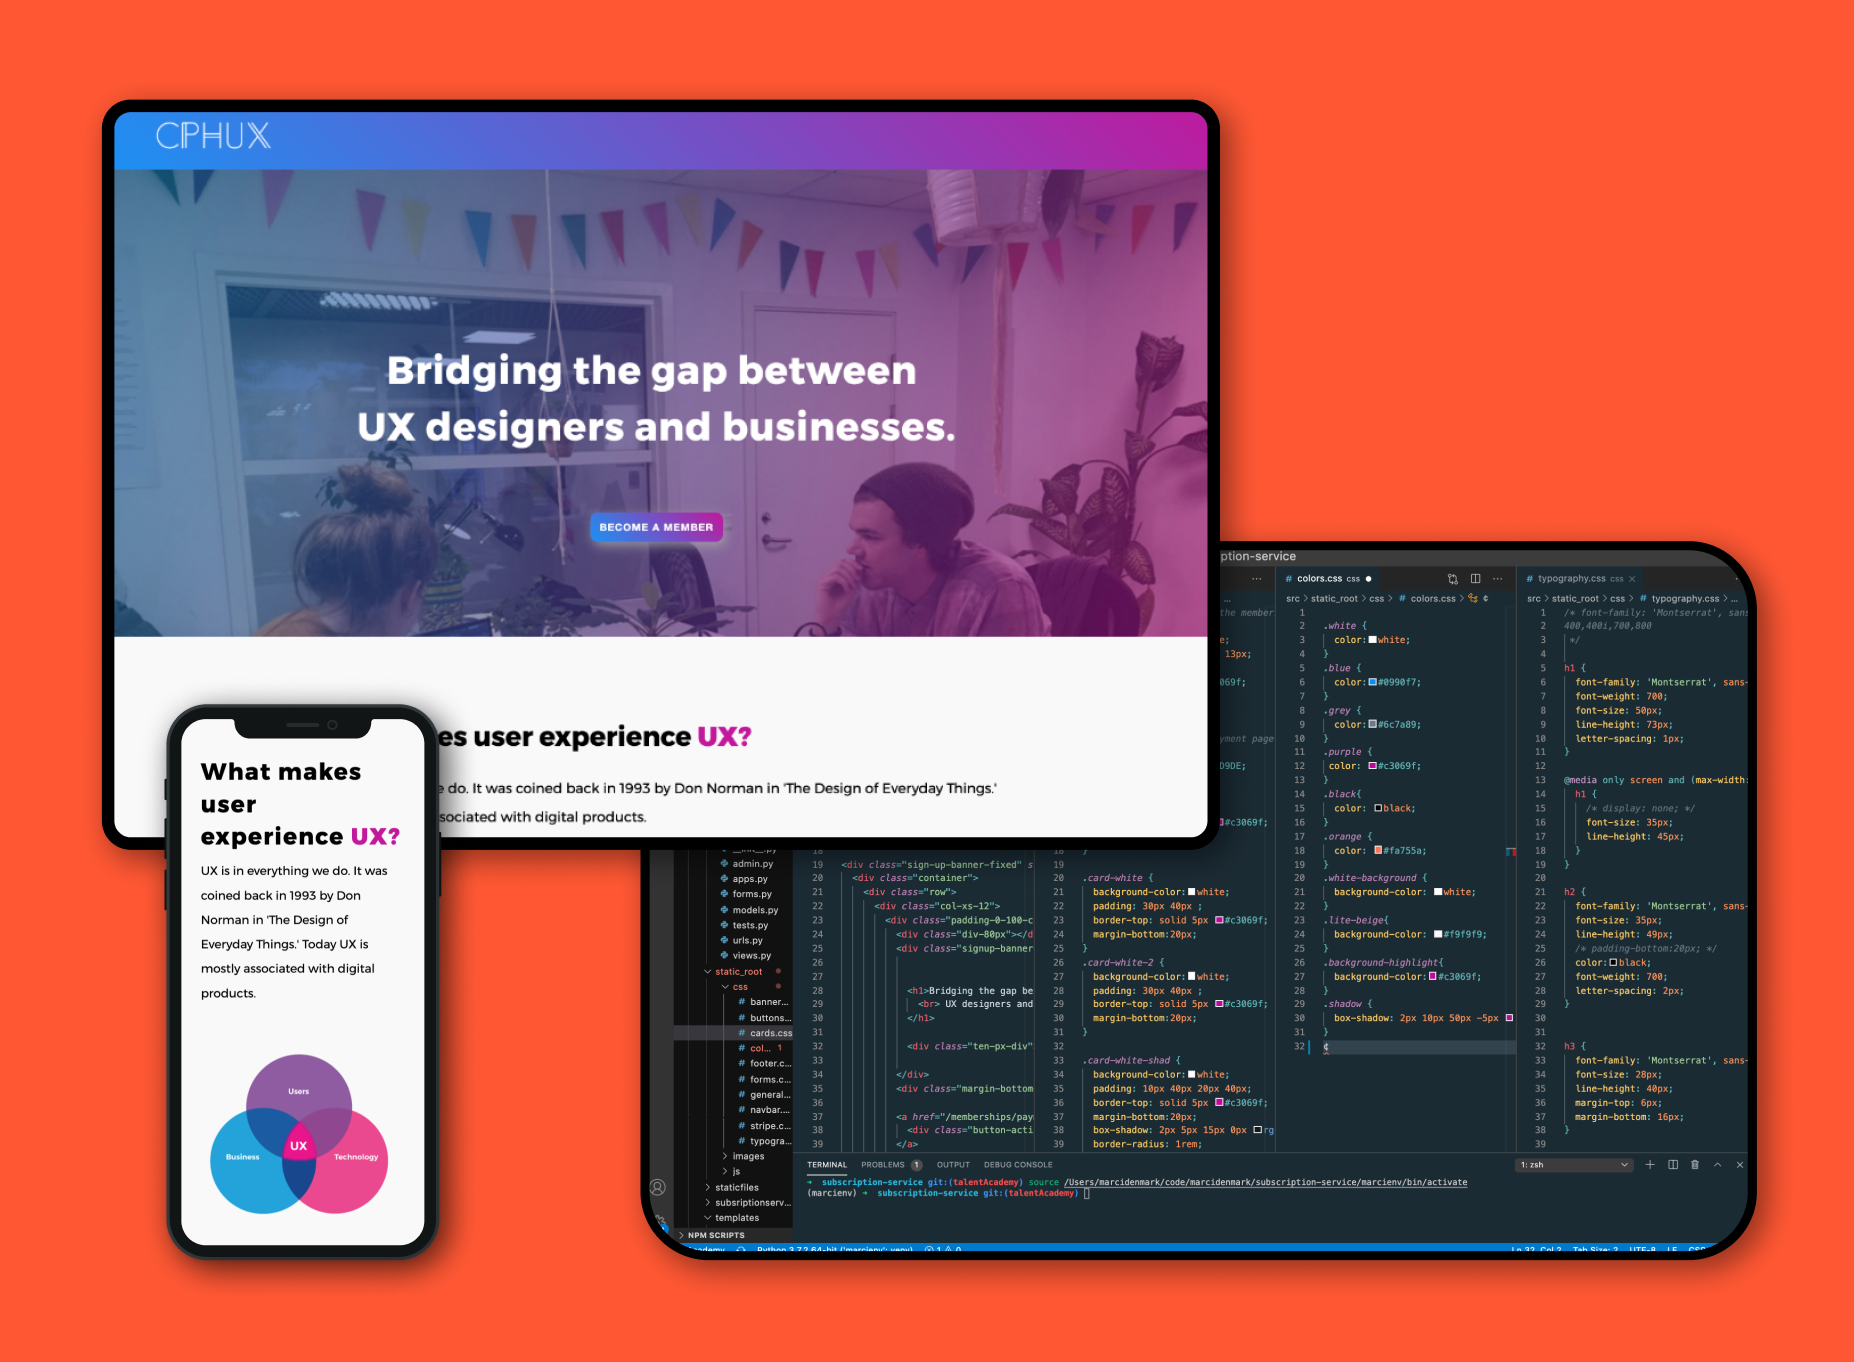 CPHUX
Bridging the gap between
UX designers and businesses.
BECOME A MEMBER
es user experience UX?
e do. It was coined back in 1993 by Don Norman in 'The Design of Everyday Things.'
sociated with digital products.
What makes
user
experience UX?
UX is in everything we do. It was
coined back in 1993 by Don
Norman in 'The Design of
Everyday Things.' Today UX is
mostly associated with digital
products.
Users
Business
UX
Technology
ption-service
admin.py
apps.py
forms.py
models.py
tests.py
urls.py
views.py
static_root
css
# banner...
# buttons...
# cards.css
# col... 1
# footer.c...
# forms.c...
# general...
# navbar....
# stripe.c...
# typogra...
images
js
staticfiles
subsriptionserv...
templates
NPM SCRIPTS
18
19 <div class="sign-up-banner-fixed" s
20 <div class="container">
21 <div class="row">
22 <div class="col-xs-12">
23 <div class="padding-0-100-c
24 <div class="div-80px"></d
25 <div class="signup-banner
26
27
28 <h1>Bridging the gap be
29 <br> UX designers and
30 </h1>
31
32 <div class="ten-px-div"
33
34 </div>
35 <div class="margin-bottom
36
37 <a href="/memberships/pay
38 <div class="button-acti
39 </a>
the member
e;
13px;
069f;
yment page
D9DE;
#c3069f;
18
19 }
20 .card-white {
21 background-color: white;
22 padding: 30px 40px ;
23 border-top: solid 5px #c3069f;
24 margin-bottom:20px;
25 }
26 .card-white-2 {
27 background-color: white;
28 padding: 30px 40px ;
29 border-top: solid 5px #c3069f;
30 margin-bottom:20px;
31 }
32
33 .card-white-shad {
34 background-color: white;
35 padding: 10px 40px 20px 40px;
36 border-top: solid 5px #c3069f;
37 margin-bottom:20px;
38 box-shadow: 2px 5px 15px 0px rg
39 border-radius: 1rem;
# colors.css css
src > static_root > css > # colors.css >
1
2 .white {
3 color: white;
4 }
5 .blue {
6 color: #0990f7;
7 }
8 .grey {
9 color: #6c7a89;
10 }
11 .purple {
12 color: #c3069f;
13 }
14 .black{
15 color: black;
16 }
17 .orange {
18 color: #fa755a;
19 }
20 .white-background {
21 background-color: white;
22 }
23 .lite-beige{
24 background-color: #f9f9f9;
25 }
26 .background-highlight{
27 background-color: #c3069f;
28 }
29 .shadow {
30 box-shadow: 2px 10px 50px -5px
31 }
32 ¢
# typography.css css ×
src > static_root > css > # typography.css > ...
1 /* font-family: 'Montserrat', sans
2 400,400i,700,800
3 */
4
5 h1 {
6 font-family: 'Montserrat', sans-
7 font-weight: 700;
8 font-size: 50px;
9 line-height: 73px;
10 letter-spacing: 1px;
11 }
12
13 @media only screen and (max-width:
14 h1 {
15 /* display: none; */
16 font-size: 35px;
17 line-height: 45px;
18 }
19 }
20
21 h2 {
22 font-family: 'Montserrat', sans-
23 font-size: 35px;
24 line-height: 49px;
25 /* padding-bottom:20px; */
26 color: black;
27 font-weight: 700;
28 letter-spacing: 2px;
29 }
30
31
32 h3 {
33 font-family: 'Montserrat', sans-
34 font-size: 28px;
35 line-height: 40px;
36 margin-top: 6px;
37 margin-bottom: 16px;
38 }
39
TERMINAL PROBLEMS 1 OUTPUT DEBUG CONSOLE 1: zsh
➜ subscription-service git:(talentAcademy) source /Users/marcidenmark/code/marcidenmark/subscription-service/marcienv/bin/activate
(marcienv) ➜ subscription-service git:(talentAcademy)
ademy Python 3.7.2 64-bit ('marcienv': venv) 1 0 Ln 32, Col 2 Tab Size: 2 UTF-8 LF CSS